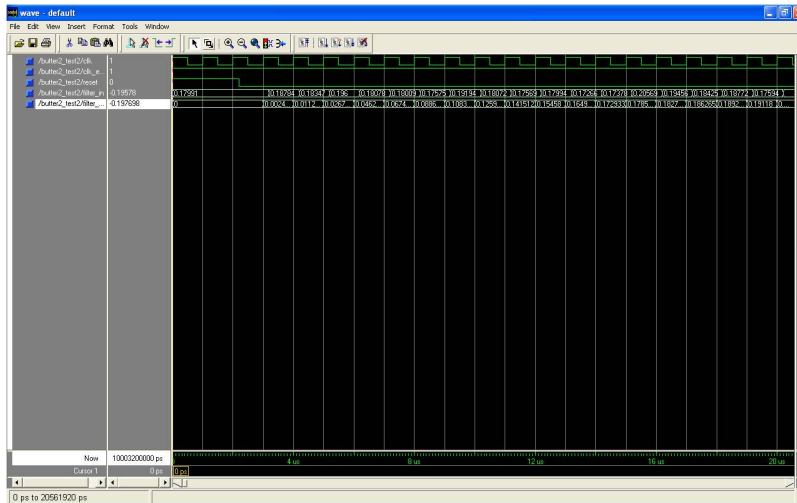 wave - default
File Edit View Insert Format Tools Window
/butter2_test2/clk 1
/butter2_test2/clk_e... 1
/butter2_test2/reset 0
/butter2_test2/filter_in -0.19578 0.17991 0.18784 0.18347 0.196 0.18078 0.18009 0.17575 0.19194 0.18072 0.17569 0.17994 0.17266 0.17378 0.20569 0.19456 0.18425 0.18772 0.17594
/butter2_test2/filter_... -0.197698 0 0.0024... 0.0112... 0.0267... 0.0462... 0.0674... 0.0886... 0.1083... 0.1259... 0.141512 0.15458 0.1649... 0.172933 0.1785... 0.1827... 0.186265 0.1892... 0.19118 0...
Now 10003200000 ps 4 us 8 us 12 us 16 us 20 us
Cursor 1 0 ps 0 ps
0 ps to 20561920 ps